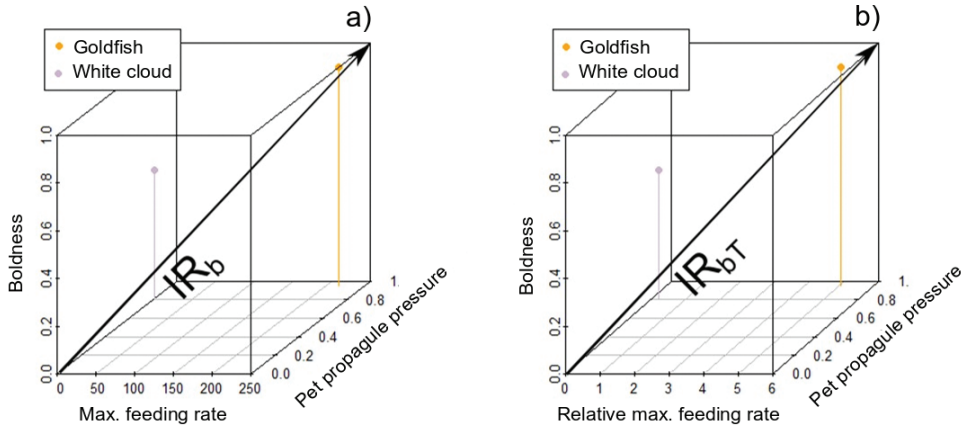 a)
Goldfish
White cloud
Boldness
1.0
0.8
0.6
0.4
0.2
0.0
IRb
0 50 100 150 200 250
Max. feeding rate
0.0 0.2 0.4 0.6 0.8 1.
Pet propagule pressure
b)
Goldfish
White cloud
Boldness
1.0
0.8
0.6
0.4
0.2
0.0
IRbT
0 1 2 3 4 5 6
Relative max. feeding rate
0.0 0.2 0.4 0.6 0.8 1.
Pet propagule pressure